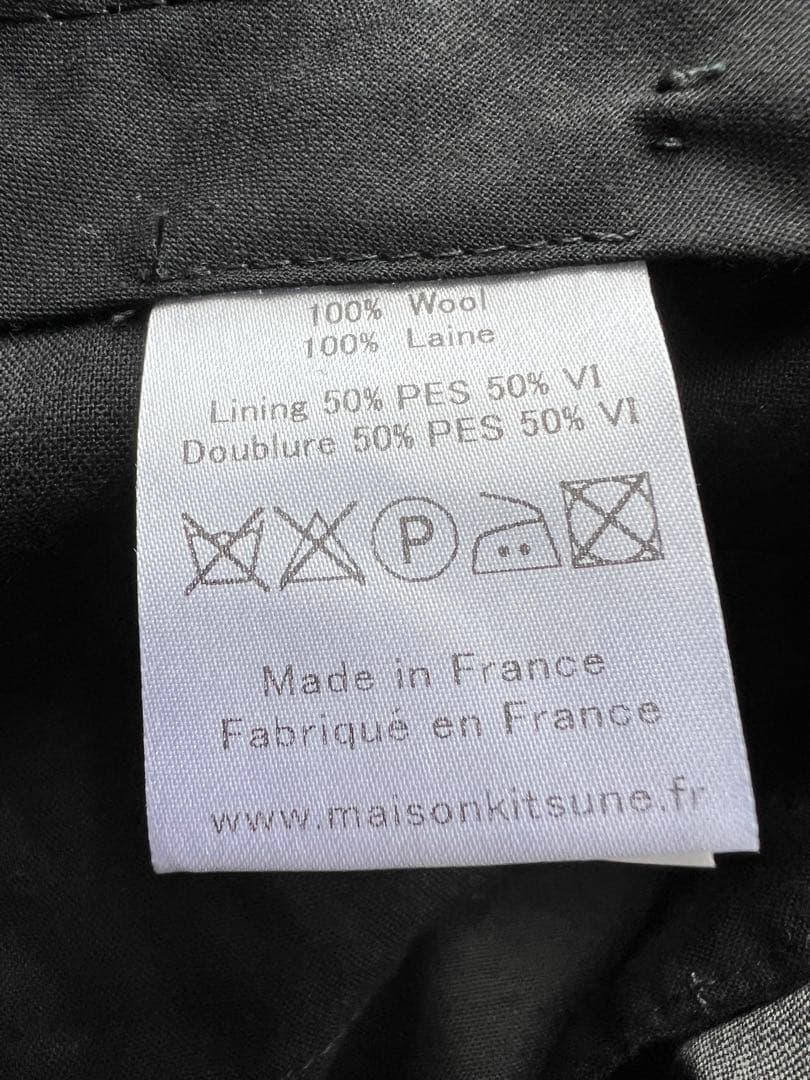 100% Wool
100% Laine
Lining 50% PES 50% VI
Doublure 50% PES 50% VI
P
Made in France
Fabriqué en France
www.maisonkitsune.fr